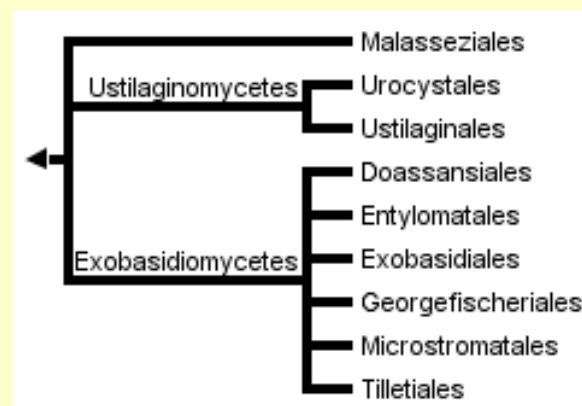 Malasseziales
Ustilaginomycetes
Urocystales
Ustilaginales
Doassansiales
Entylomatales
Exobasidiomycetes
Exobasidiales
Georgefischeriales
Microstromatales
Tilletiales